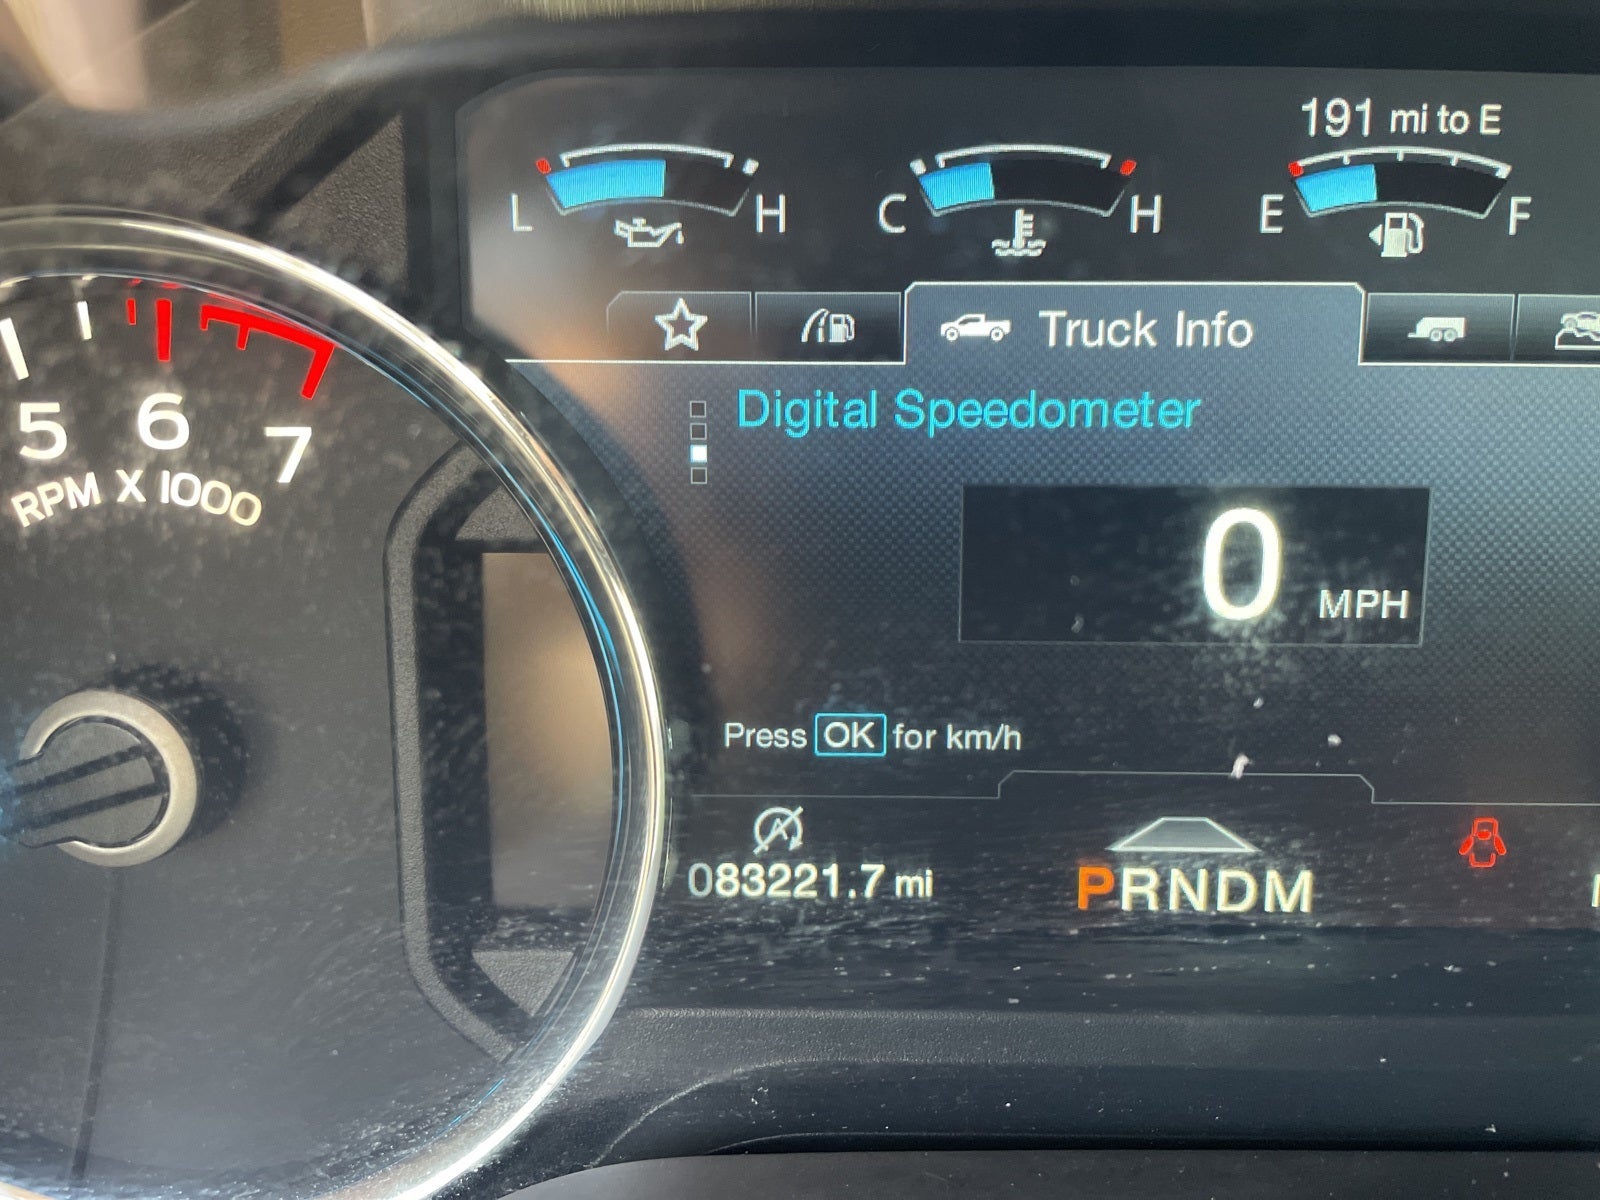 191 mi to E
L H C H E F
Truck Info
Digital Speedometer
5 6 7
RPM X 1000
0 MPH
Press OK for km/h
A
083221.7 mi
PRNDM